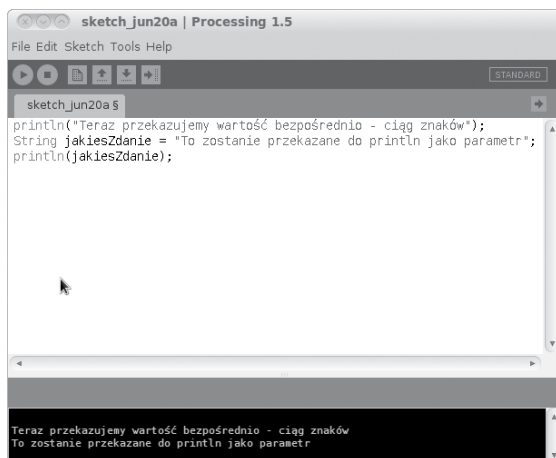 sketch_jun20a | Processing 1.5
File Edit Sketch Tools Help
STANDARD
sketch_jun20a §
println("Teraz przekazujemy wartość bezpośrednio - ciąg znaków");
String jakiesZdanie = "To zostanie przekazane do println jako parametr";
println(jakiesZdanie);
Teraz przekazujemy wartość bezpośrednio - ciąg znaków
To zostanie przekazane do println jako parametr